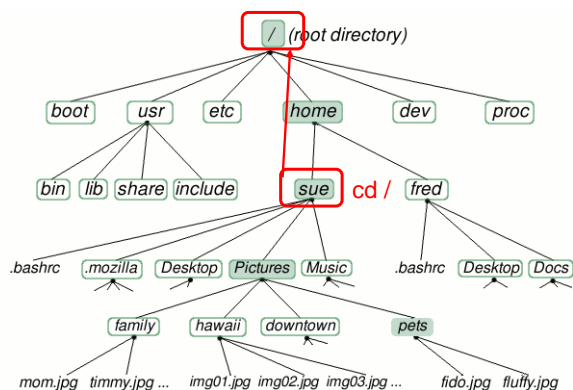 / (root directory)
boot usr etc home dev proc
bin lib share include sue cd / fred
.bashrc .mozilla Desktop Pictures Music .bashrc Desktop Docs
family hawaii downtown pets
mom.jpg timmy.jpg ... img01.jpg img02.jpg img03.jpg ... fido.jpg fluffy.jpg